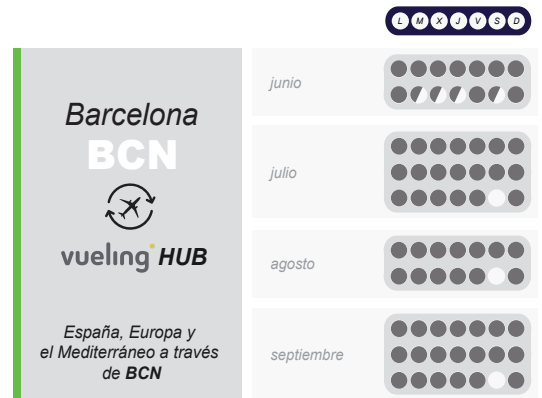 L M X J V S D
junio
Barcelona
BCN
julio
vueling HUB
agosto
España, Europa y
el Mediterráneo a través
de BCN
septiembre